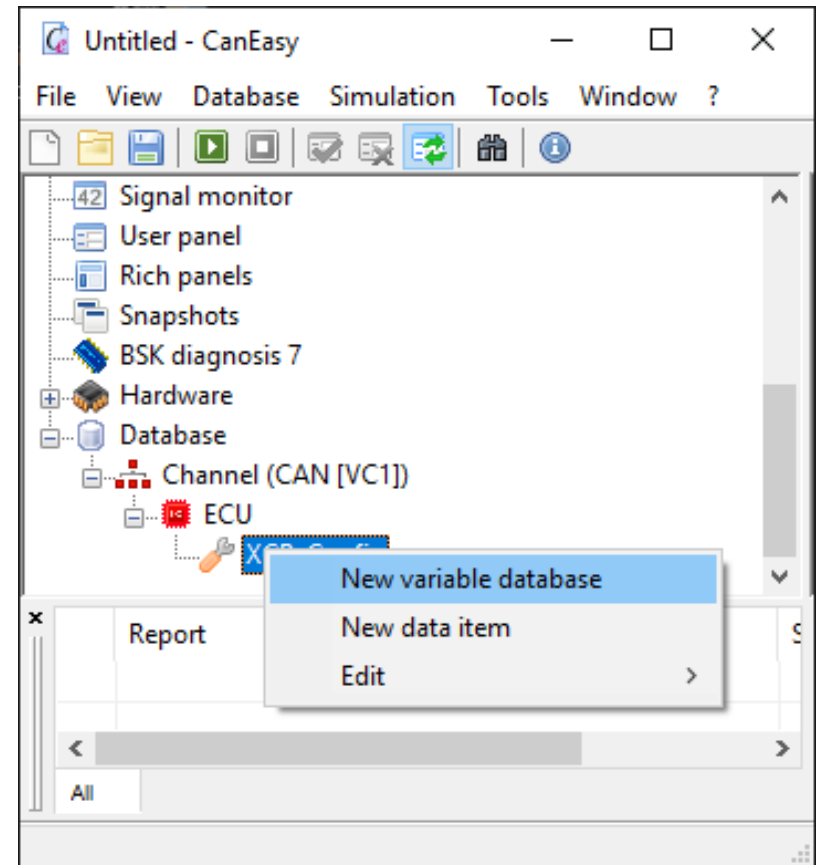 Untitled - CanEasy
File View Database Simulation Tools Window ?
42 Signal monitor
User panel
Rich panels
Snapshots
BSK diagnosis 7
Hardware
Database
Channel (CAN [VC1])
ECU
New variable database
Report
New data item
Edit
All